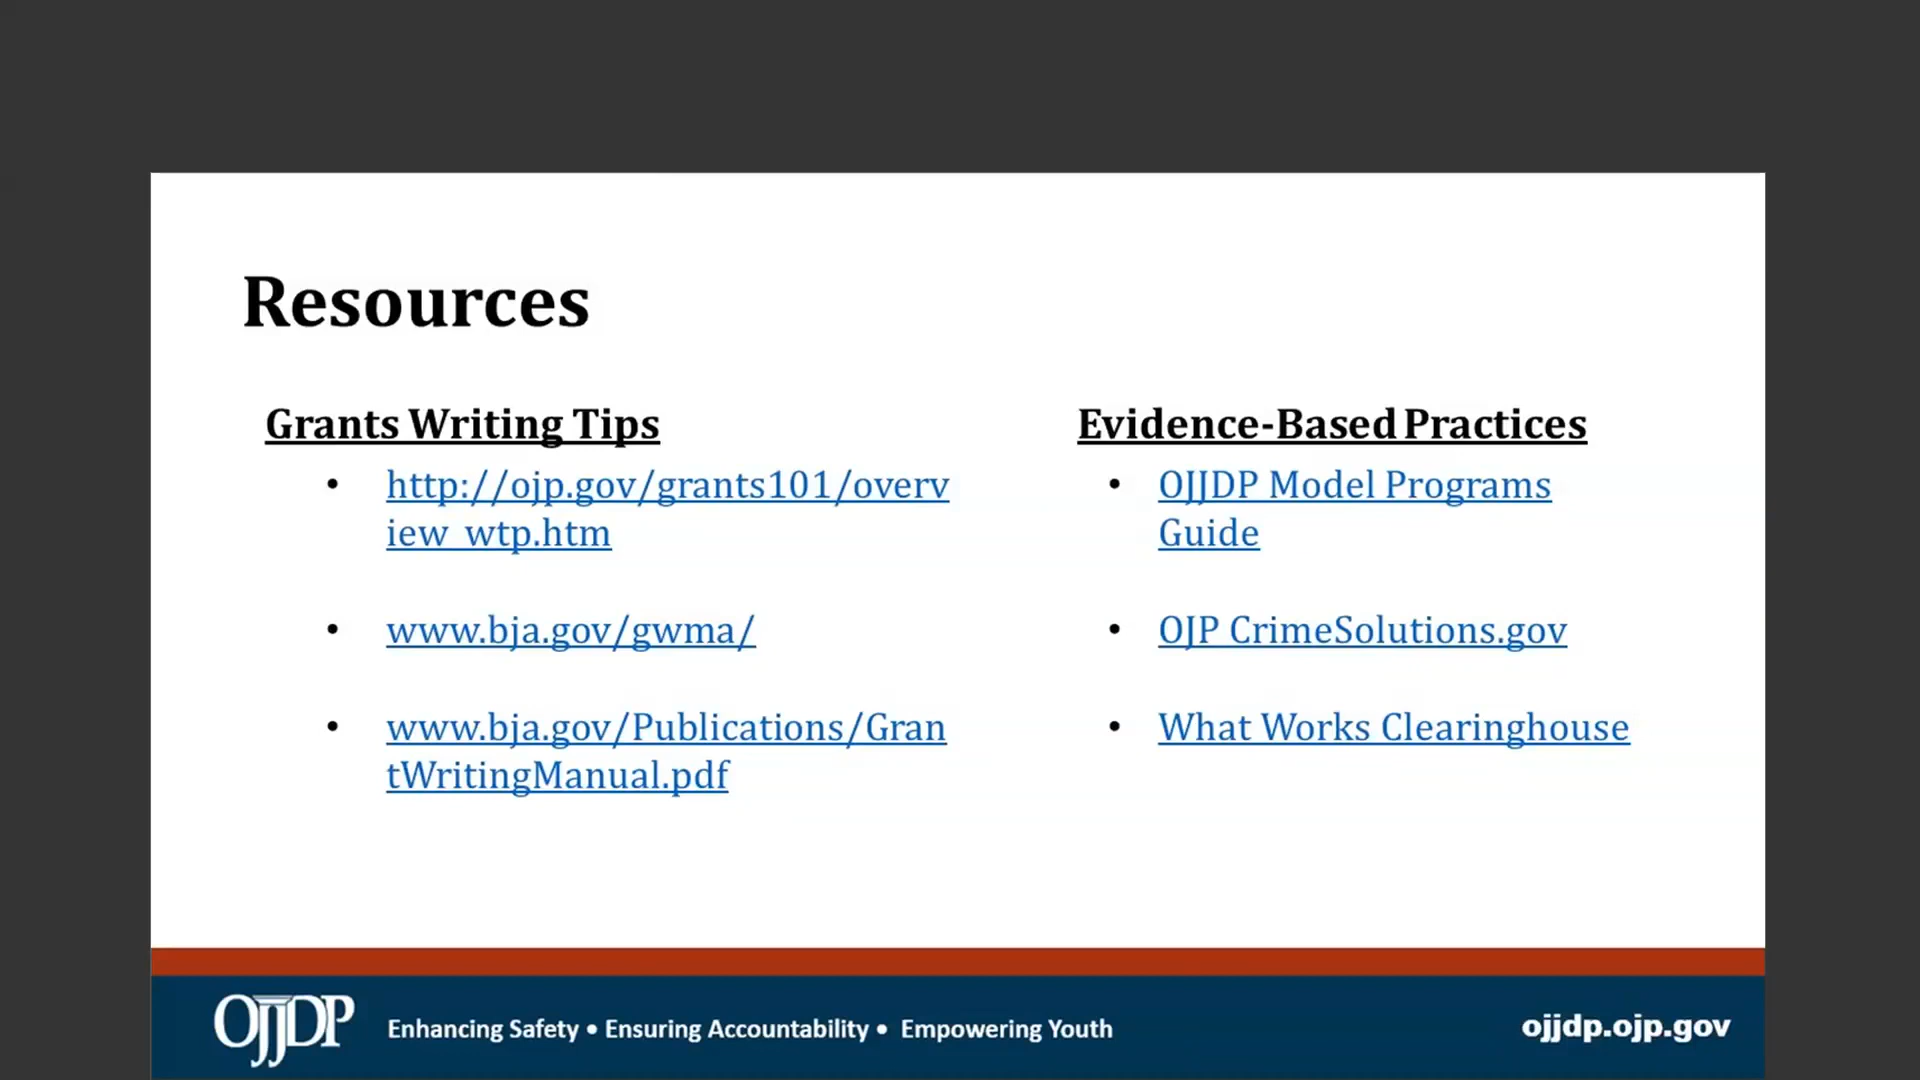 Resources
Grants Writing Tips
• http://ojp.gov/grants101/overv
iew_wtp.htm
• www.bja.gov/gwma/
• www.bja.gov/Publications/Gran
tWritingManual.pdf
Evidence-Based Practices
• OJJDP Model Programs
Guide
• OJP CrimeSolutions.gov
• What Works Clearinghouse
OJJDP
Enhancing Safety • Ensuring Accountability • Empowering Youth
ojjdp.ojp.gov